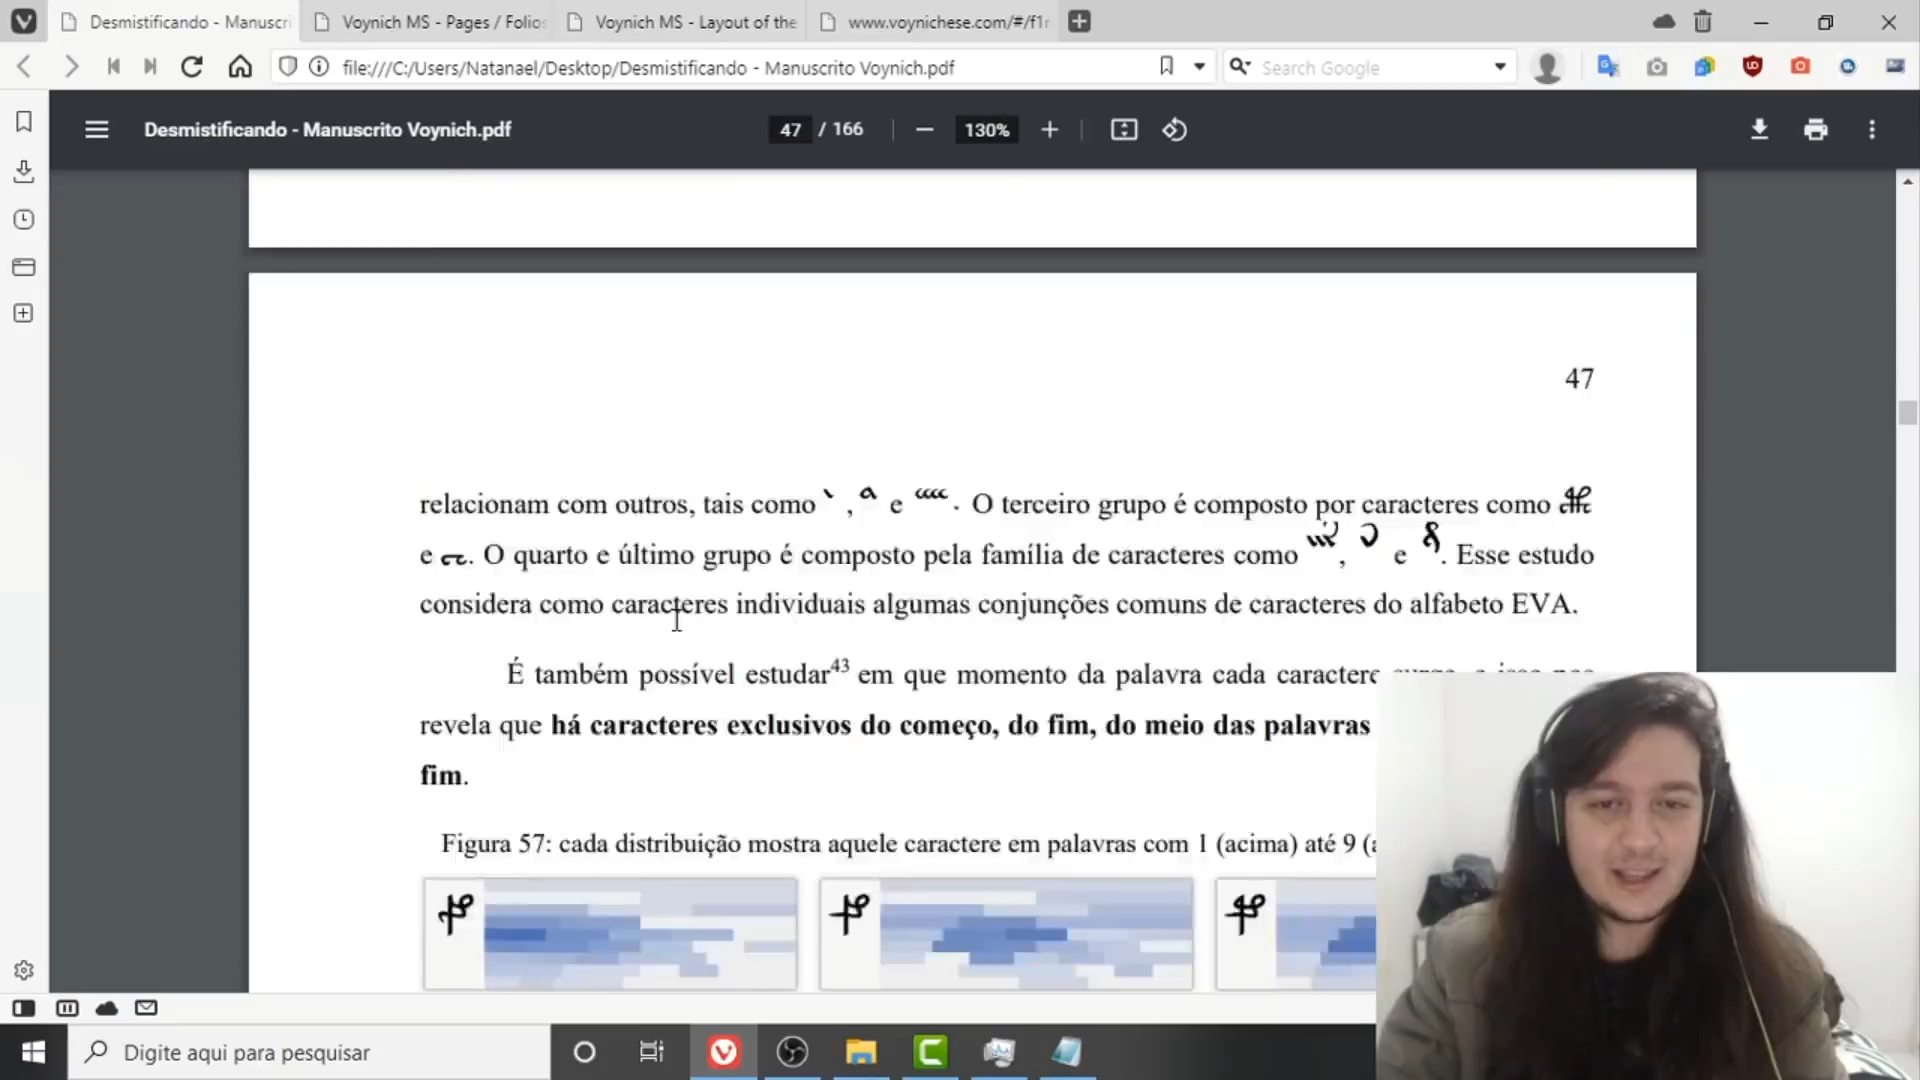 Desmistificando - Manuscri
Voynich MS - Pages / Folios
Voynich MS - Layout of the
www.voynichese.com/#/f1r
file:///C:/Users/Natanael/Desktop/Desmistificando - Manuscrito Voynich.pdf
Search Google
Desmistificando - Manuscrito Voynich.pdf
47 / 166
130%
47
relacionam com outros, tais como , e . O terceiro grupo é composto por caracteres como
e . O quarto e último grupo é composto pela família de caracteres como , e . Esse estudo
considera como caracteres individuais algumas conjunções comuns de caracteres do alfabeto EVA.
É também possível estudar43 em que momento da palavra cada caractere
revela que há caracteres exclusivos do começo, do fim, do meio das palavras
fim.
Figura 57: cada distribuição mostra aquele caractere em palavras com 1 (acima) até 9 (a
Digite aqui para pesquisar